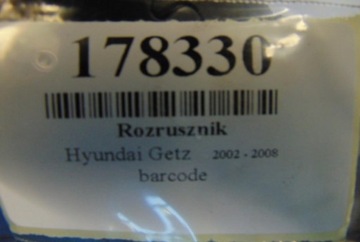 178330
Rozrusznik
Hyundai Getz 2002 - 2008
barcode